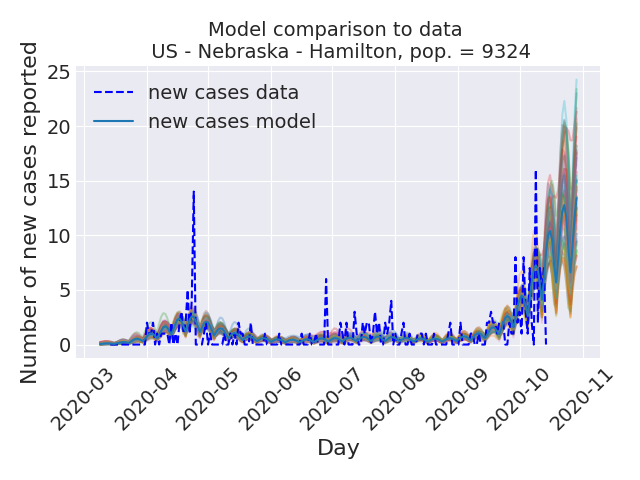 Model comparison to data
US - Nebraska - Hamilton, pop. = 9324
new cases data
new cases model
Number of new cases reported
25
20
15
10
5
0
2020-03
2020-04
2020-05
2020-06
2020-07
2020-08
2020-09
2020-10
2020-11
Day